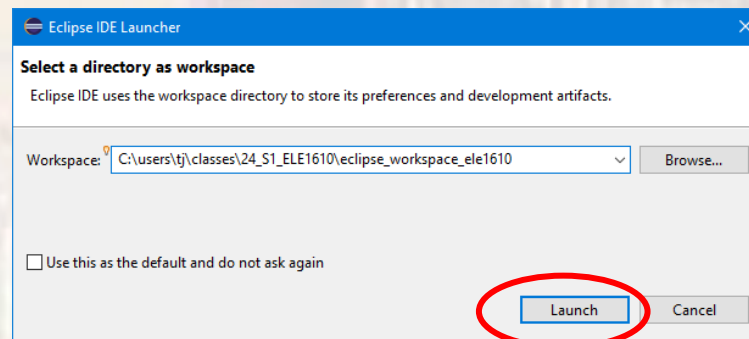 Eclipse IDE Launcher
Select a directory as workspace
Eclipse IDE uses the workspace directory to store its preferences and development artifacts.
Workspace: C:\users\tj\classes\24_S1_ELE1610\eclipse_workspace_ele1610 Browse...
Use this as the default and do not ask again
Launch Cancel